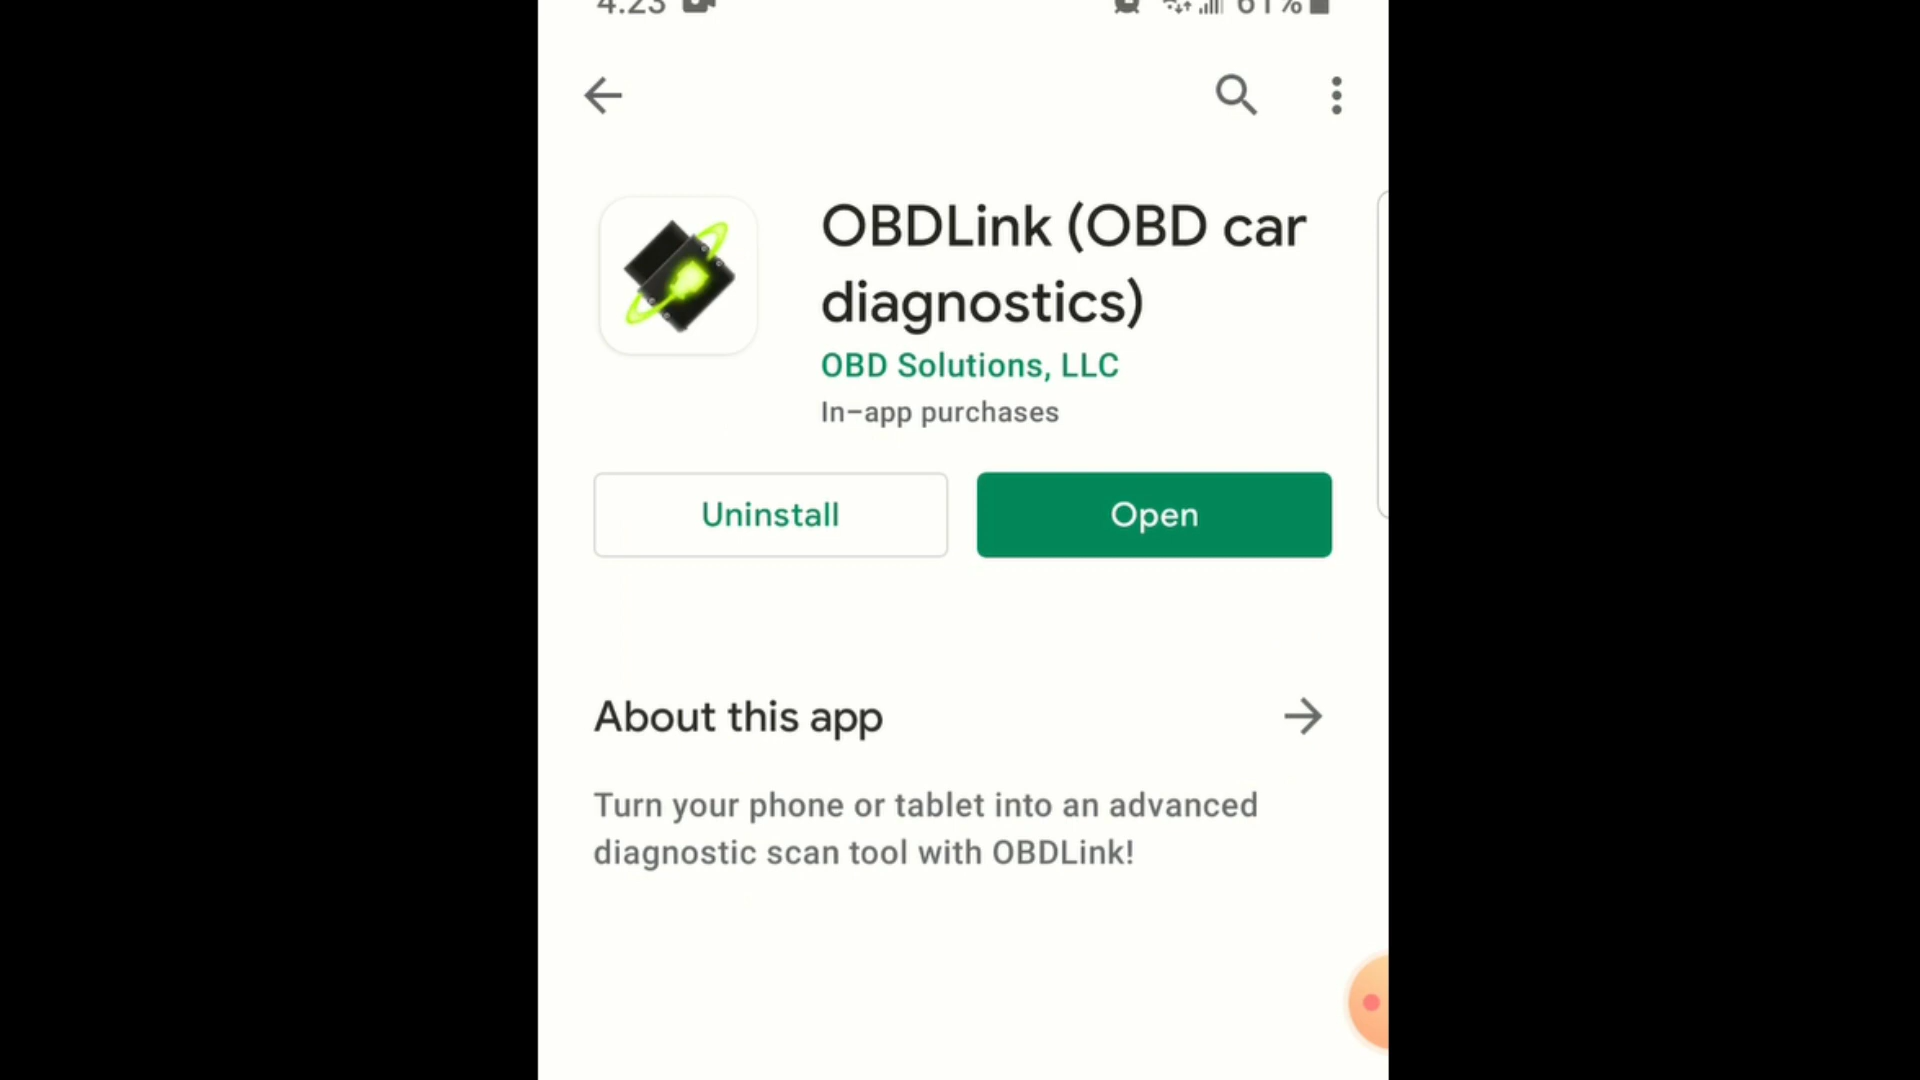 4:23 61%
OBDLink (OBD car
diagnostics)
OBD Solutions, LLC
In-app purchases
Uninstall
Open
About this app
Turn your phone or tablet into an advanced
diagnostic scan tool with OBDLink!